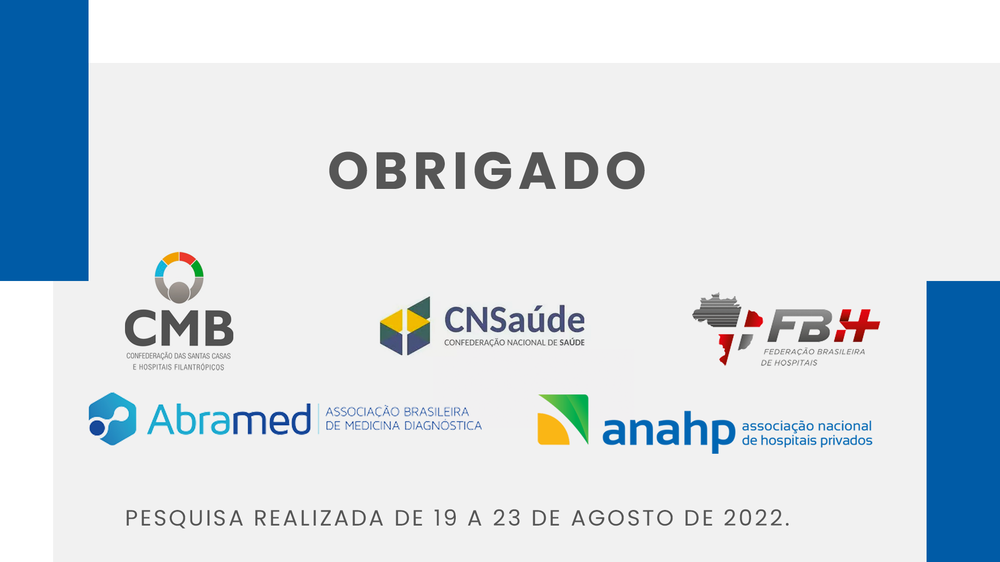 OBRIGADO
CMB
CONFEDERAÇÃO DAS SANTAS CASAS
E HOSPITAIS FILANTRÓPICOS
CNSaúde
CONFEDERAÇÃO NACIONAL DE SAÚDE
FBH
FEDERAÇÃO BRASILEIRA
DE HOSPITAIS
Abramed
ASSOCIAÇÃO BRASILEIRA
DE MEDICINA DIAGNÓSTICA
anahp
associação nacional
de hospitais privados
PESQUISA REALIZADA DE 19 A 23 DE AGOSTO DE 2022.